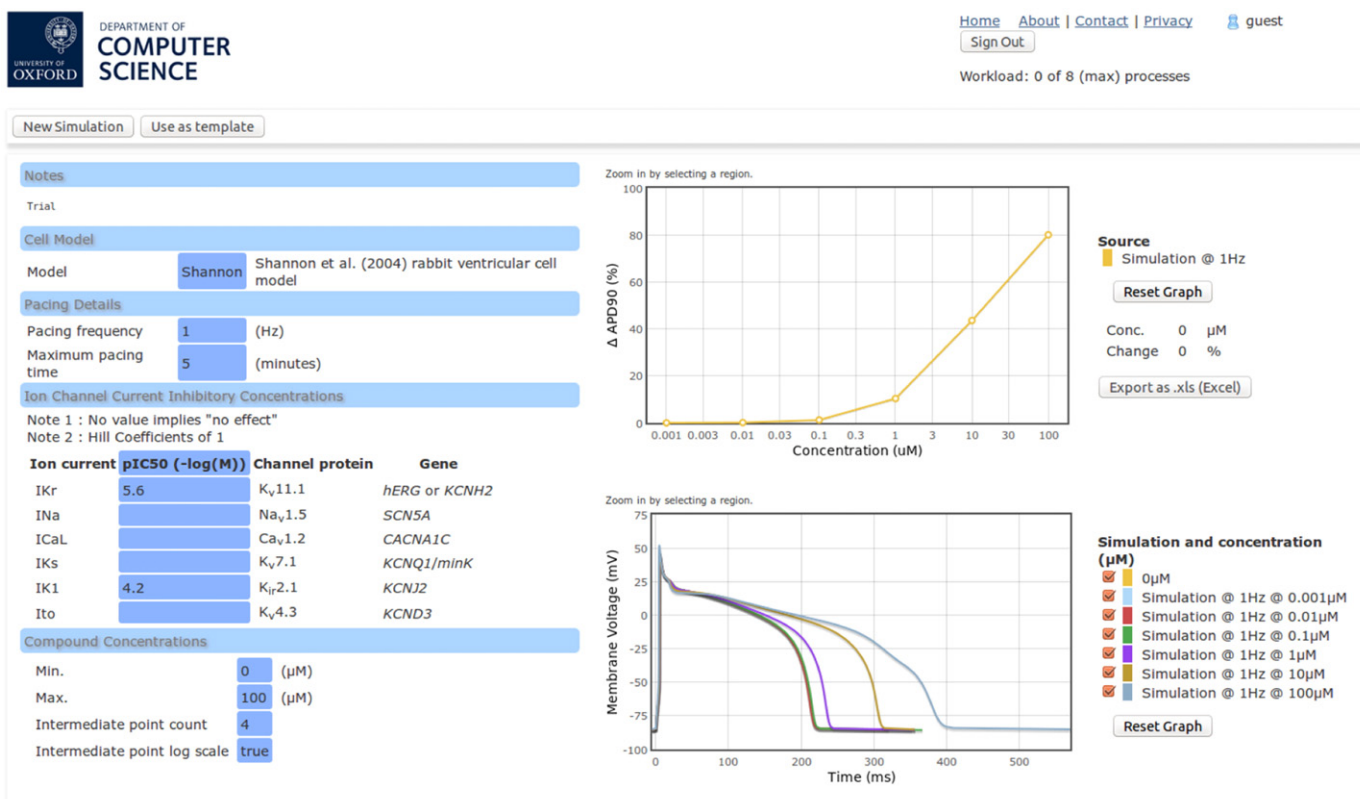 UNIVERSITY OF
OXFORD
DEPARTMENT OF
COMPUTER
SCIENCE
Home About | Contact | Privacy guest
Sign Out
Workload: 0 of 8 (max) processes
New Simulation Use as template
Notes
Trial
Cell Model
Model Shannon Shannon et al. (2004) rabbit ventricular cell
model
Pacing Details
Pacing frequency 1 (Hz)
Maximum pacing
time 5 (minutes)
Ion Channel Current Inhibitory Concentrations
Note 1 : No value implies "no effect"
Note 2 : Hill Coefficients of 1
Ion current pIC50 (-log(M)) Channel protein Gene
IKr 5.6 Kv11.1 hERG or KCNH2
INa Nav1.5 SCN5A
ICaL Cav1.2 CACNA1C
IKs Kv7.1 KCNQ1/minK
IK1 4.2 Kir2.1 KCNJ2
Ito Kv4.3 KCND3
Compound Concentrations
Min. 0 (μM)
Max. 100 (μM)
Intermediate point count 4
Intermediate point log scale true
Zoom in by selecting a region.
100
80
60
40
20
0
Δ APD90 (%)
0.001 0.003 0.01 0.03 0.1 0.3 1 3 10 30 100
Concentration (uM)
Source
Simulation @ 1Hz
Reset Graph
Conc. 0 μM
Change 0 %
Export as .xls (Excel)
Zoom in by selecting a region.
75
50
25
0
-25
-50
-75
-100
Membrane Voltage (mV)
0 100 200 300 400 500
Time (ms)
Simulation and concentration
(μM)
0μM
Simulation @ 1Hz @ 0.001μM
Simulation @ 1Hz @ 0.01μM
Simulation @ 1Hz @ 0.1μM
Simulation @ 1Hz @ 1μM
Simulation @ 1Hz @ 10μM
Simulation @ 1Hz @ 100μM
Reset Graph